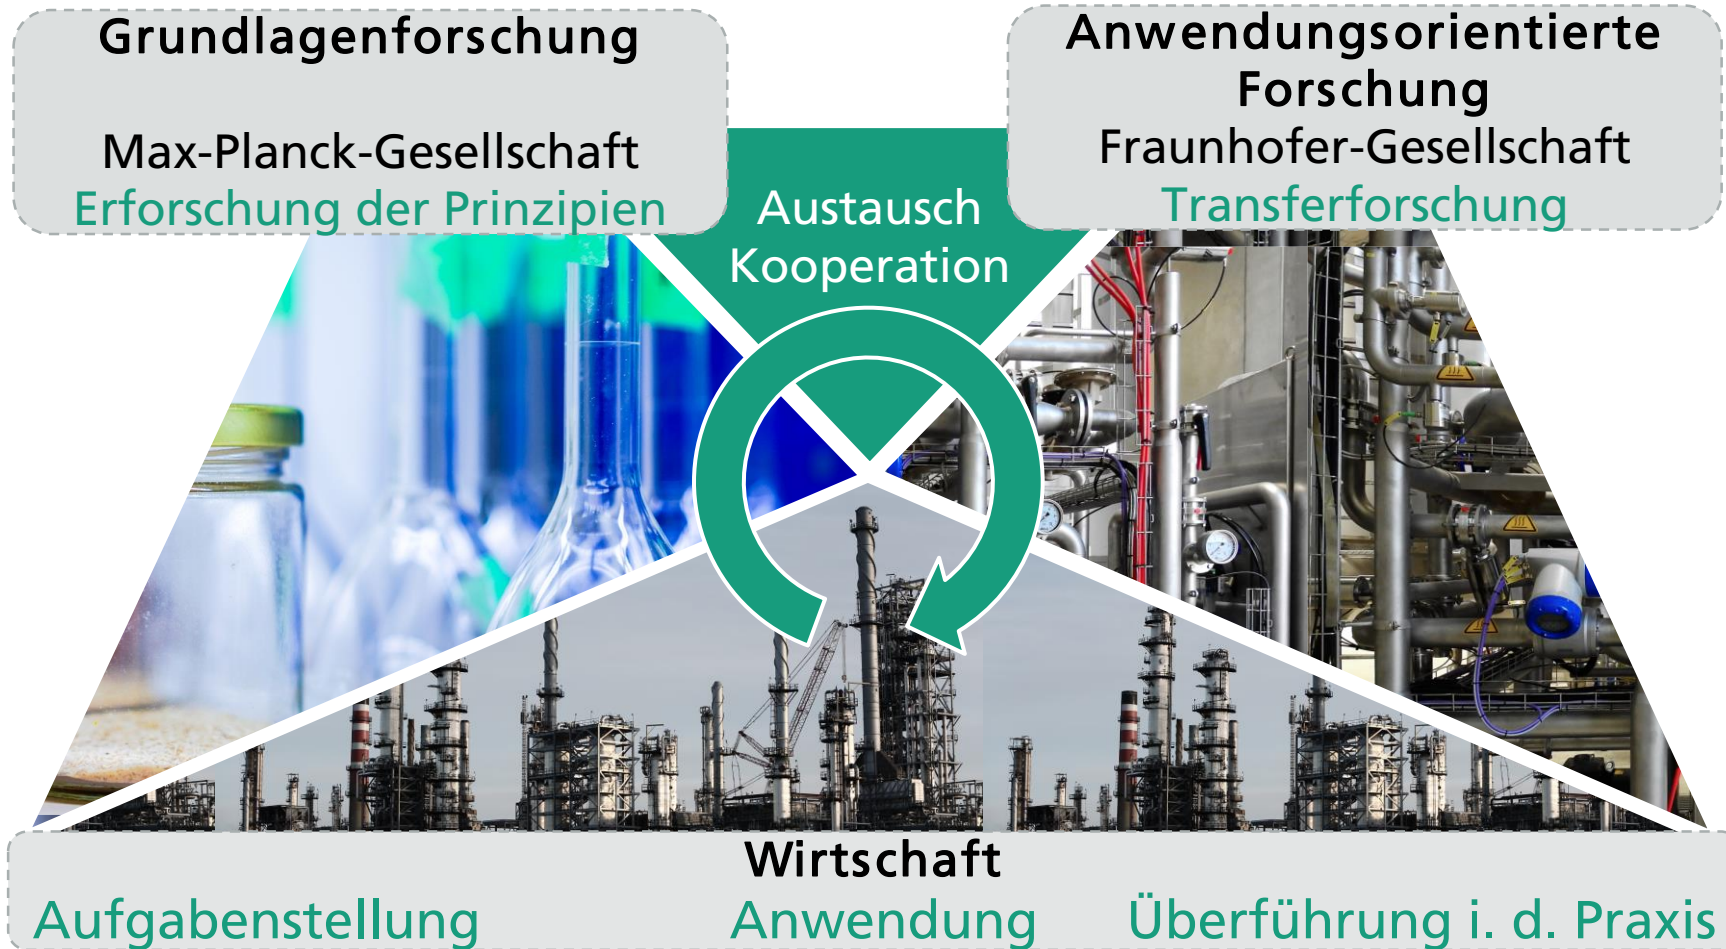 Grundlagenforschung
Max-Planck-Gesellschaft
Erforschung der Prinzipien
Anwendungsorientierte
Forschung
Fraunhofer-Gesellschaft
Transferforschung
Austausch
Kooperation
Wirtschaft
Aufgabenstellung
Anwendung
Überführung i. d. Praxis